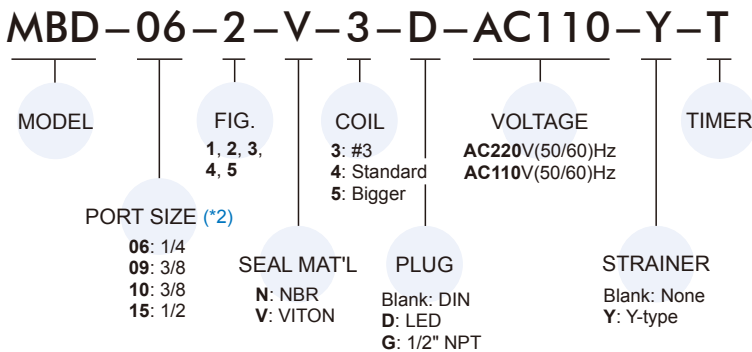 MBD-06-2-V-3-D-AC110-Y-T
MODEL
FIG.
1, 2, 3,
4, 5
COIL
3: #3
4: Standard
5: Bigger
VOLTAGE
AC220V(50/60)Hz
AC110V(50/60)Hz
TIMER
PORT SIZE (*2)
06: 1/4
09: 3/8
10: 3/8
15: 1/2
SEAL MAT'L
N: NBR
V: VITON
PLUG
Blank: DIN
D: LED
G: 1/2" NPT
STRAINER
Blank: None
Y: Y-type